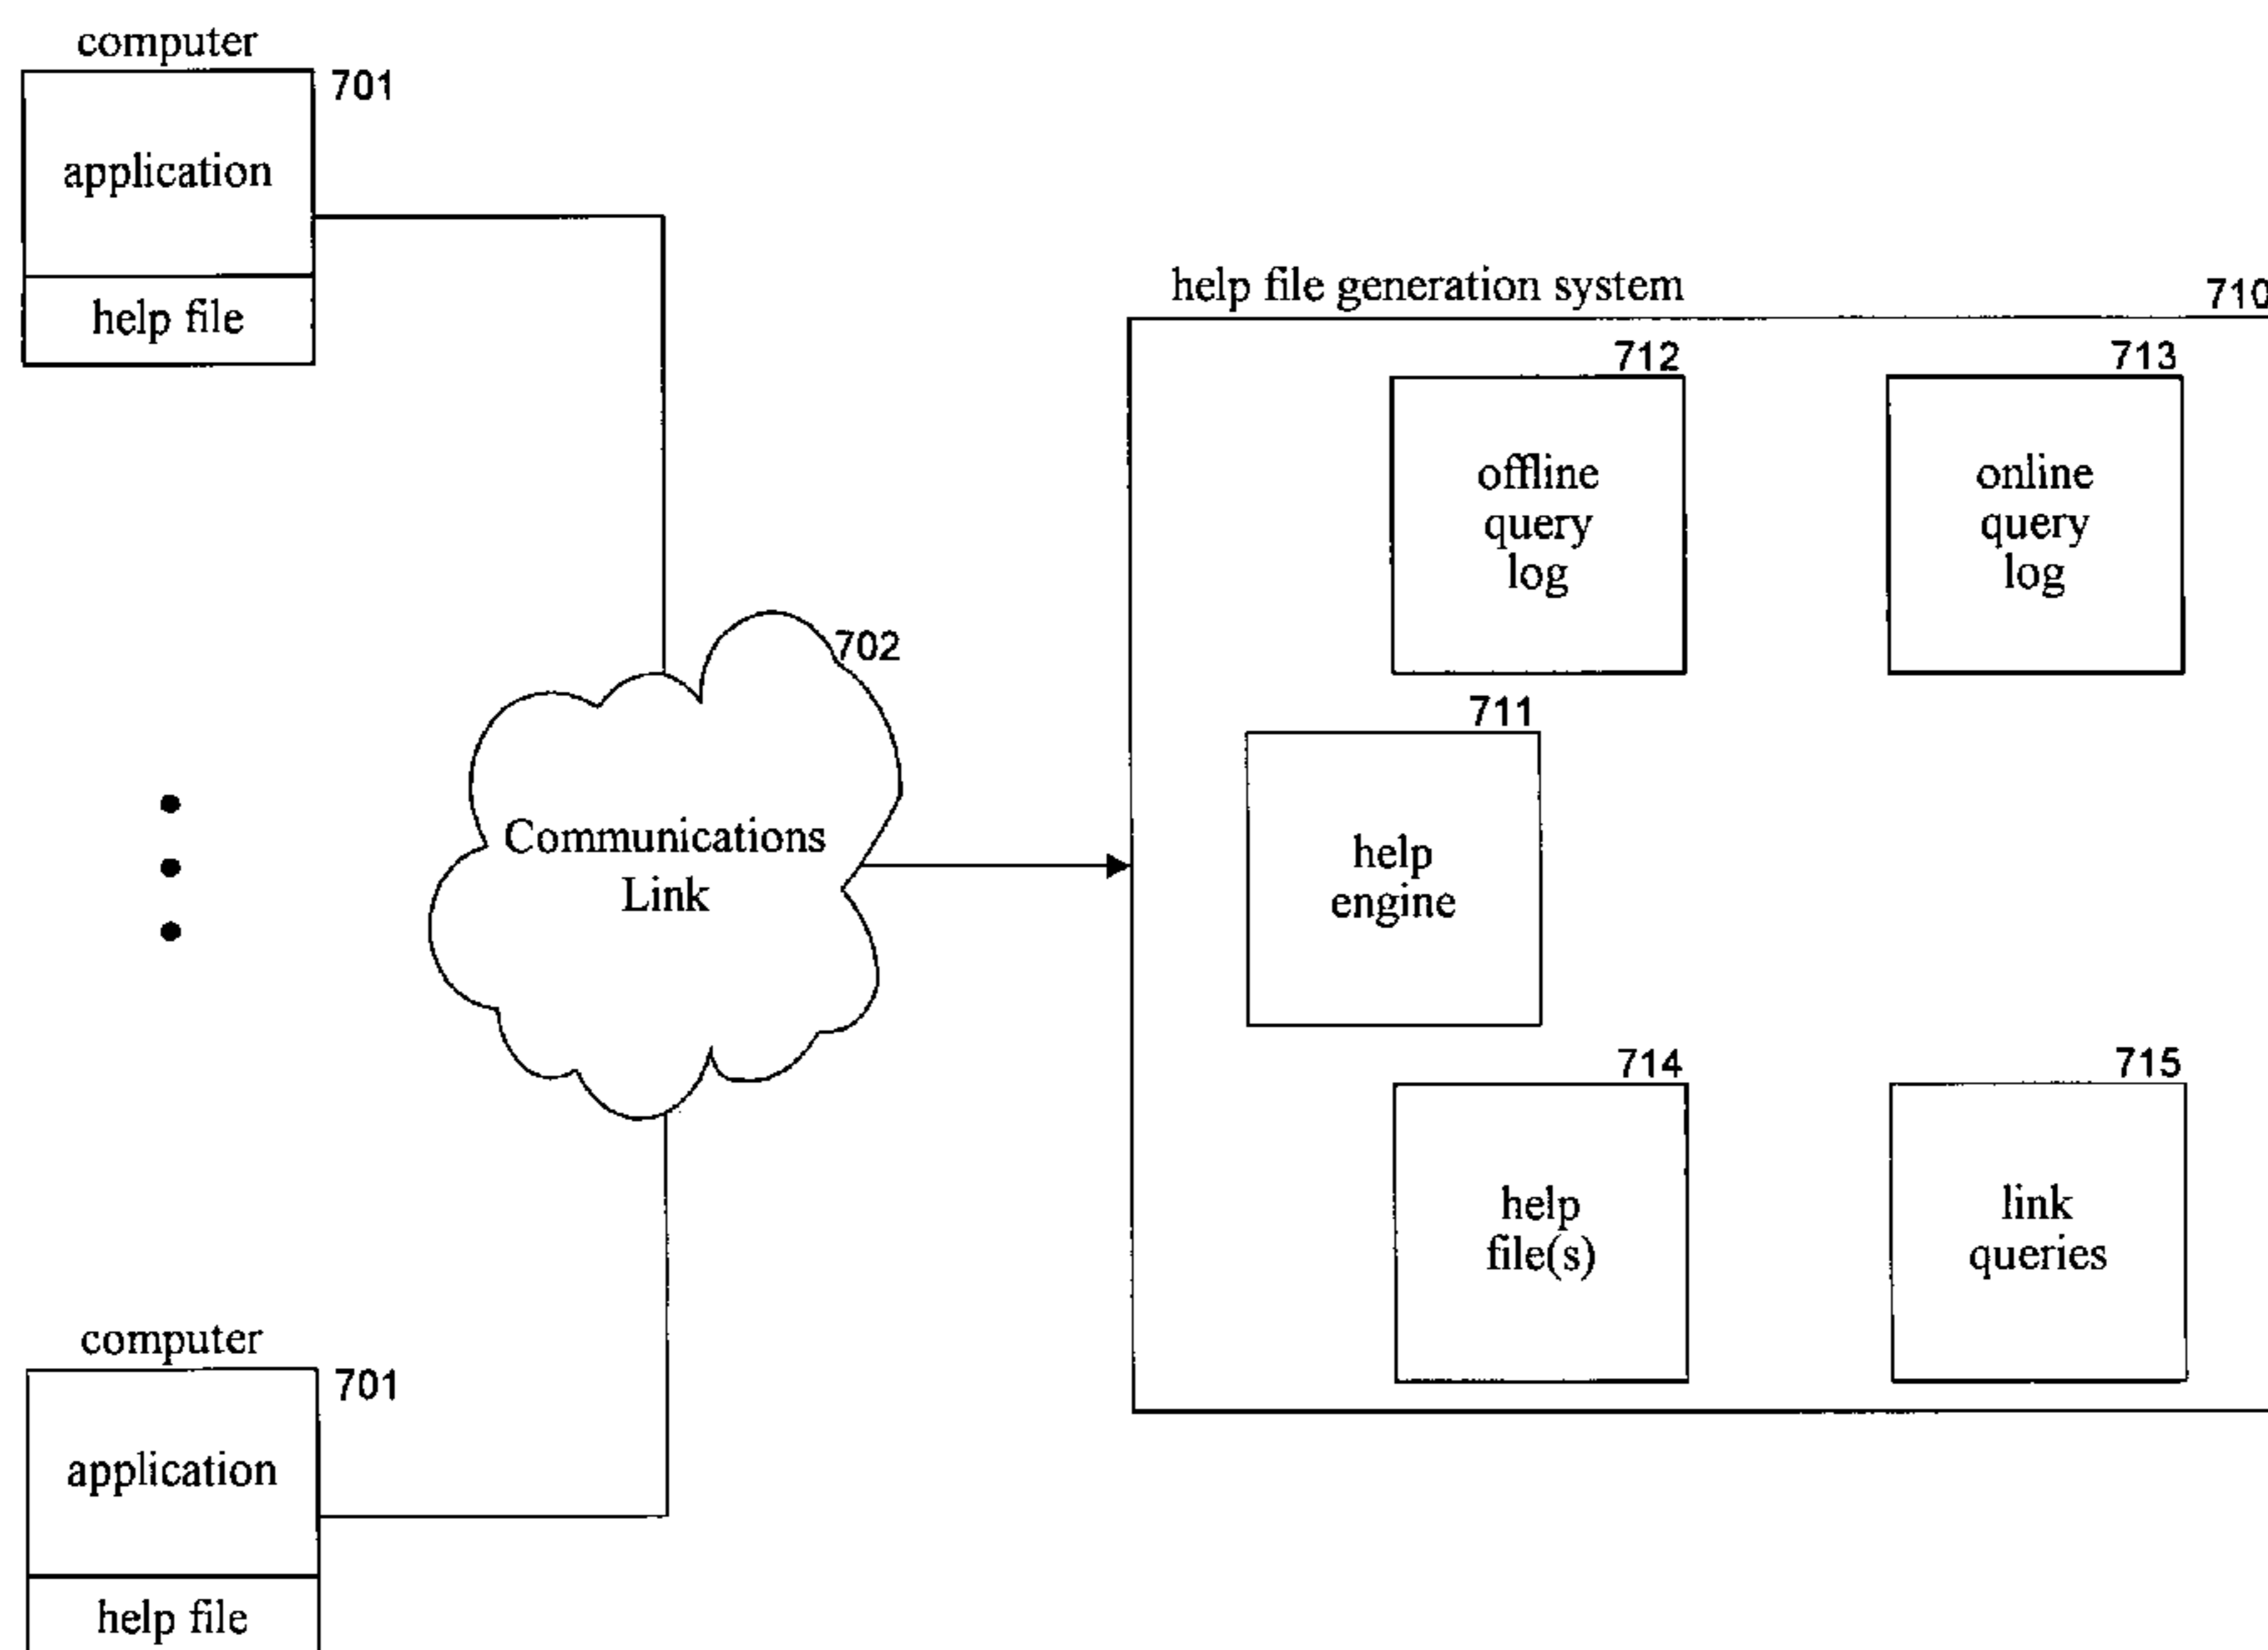 computer
701
application
help file
help file generation system
710
712
713
offline
query
log
online
query
log
702
711
Communications
Link
help
engine
714
715
help
file(s)
link
queries
computer
701
application
help file